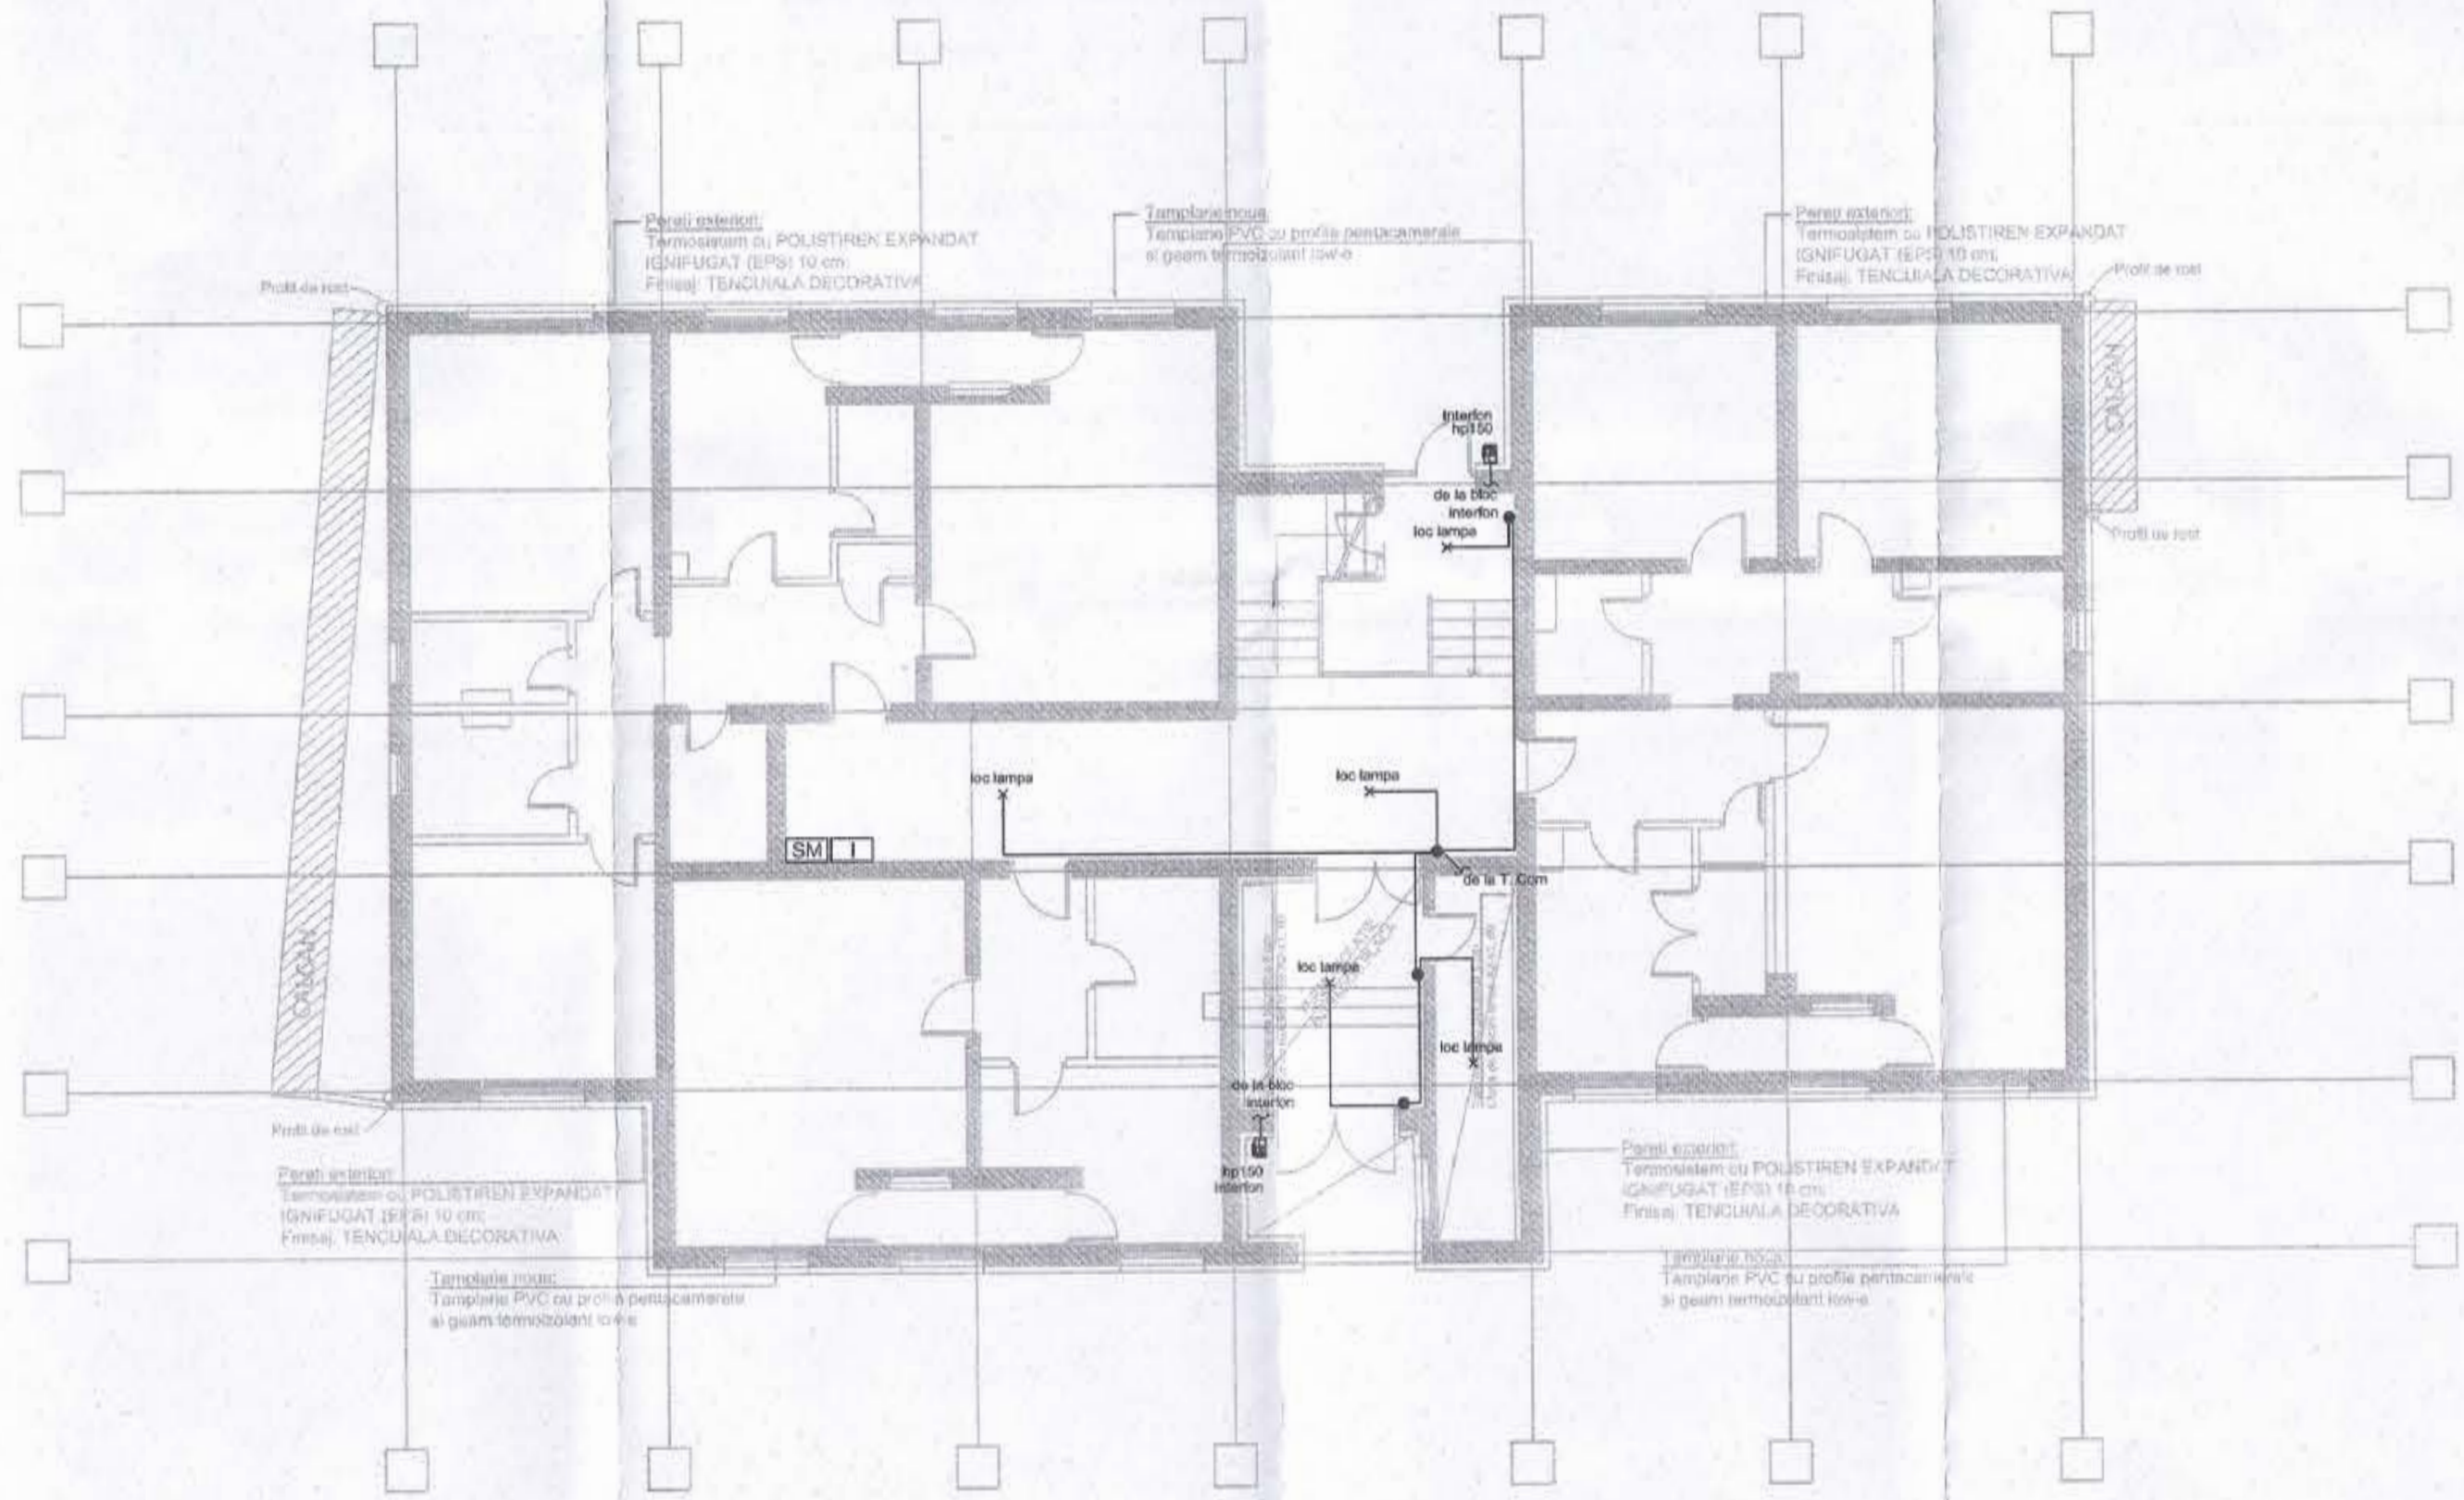 Pereti exteriori:
Termosistem cu POLISTIREN EXPANDAT
IGNIFUGAT (EPS) 10 cm;
Finisaj: TENCUIALA DECORATIVA
Tamplarie noua:
Tamplarie PVC cu profile pentacamerale
si geam termoizolant low-e
Pereti exteriori:
Termosistem cu POLISTIREN EXPANDAT
IGNIFUGAT (EPS) 10 cm;
Finisaj: TENCUIALA DECORATIVA
Profil de rost
Profil de rost
CALCAN
Interfon
hp150
de la bloc
interfon
loc lampa
Profil de rost
loc lampa
loc lampa
SM
I
de la T. Com
CALCAN
loc lampa
loc lampa
de la bloc
interfon
hp150
Interfon
Profil de rost
Pereti exteriori:
Termosistem cu POLISTIREN EXPANDAT
IGNIFUGAT (EPS) 10 cm;
Finisaj: TENCUIALA DECORATIVA
Pereti exteriori:
Termosistem cu POLISTIREN EXPANDAT
IGNIFUGAT (EPS) 10 cm;
Finisaj: TENCUIALA DECORATIVA
Tamplarie noua:
Tamplarie PVC cu profile pentacamerale
si geam termoizolant low-e
Tamplarie noua:
Tamplarie PVC cu profile pentacamerale
si geam termoizolant low-e